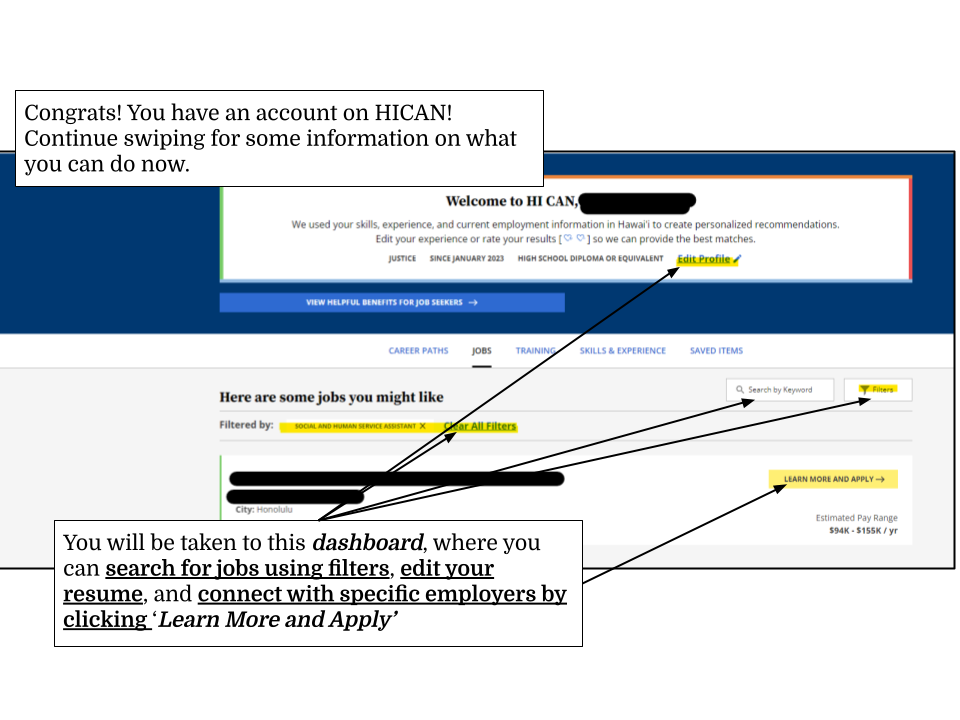 Congrats! You have an account on HICAN!
Continue swiping for some information on what
you can do now.
Welcome to HI CAN,
We used your skills, experience, and current employment information in Hawai'i to create personalized recommendations.
Edit your experience or rate your results [ ♡ ♡ ] so we can provide the best matches.
JUSTICE SINCE JANUARY 2023 HIGH SCHOOL DIPLOMA OR EQUIVALENT Edit Profile
VIEW HELPFUL BENEFITS FOR JOB SEEKERS →
CAREER PATHS JOBS TRAINING SKILLS & EXPERIENCE SAVED ITEMS
Here are some jobs you might like
Search by Keyword Filters
Filtered by: SOCIAL AND HUMAN SERVICE ASSISTANT X Clear All Filters
LEARN MORE AND APPLY →
City: Honolulu
Estimated Pay Range
$94K - $155K / yr
You will be taken to this dashboard, where you
can search for jobs using filters, edit your
resume, and connect with specific employers by
clicking ‘Learn More and Apply’